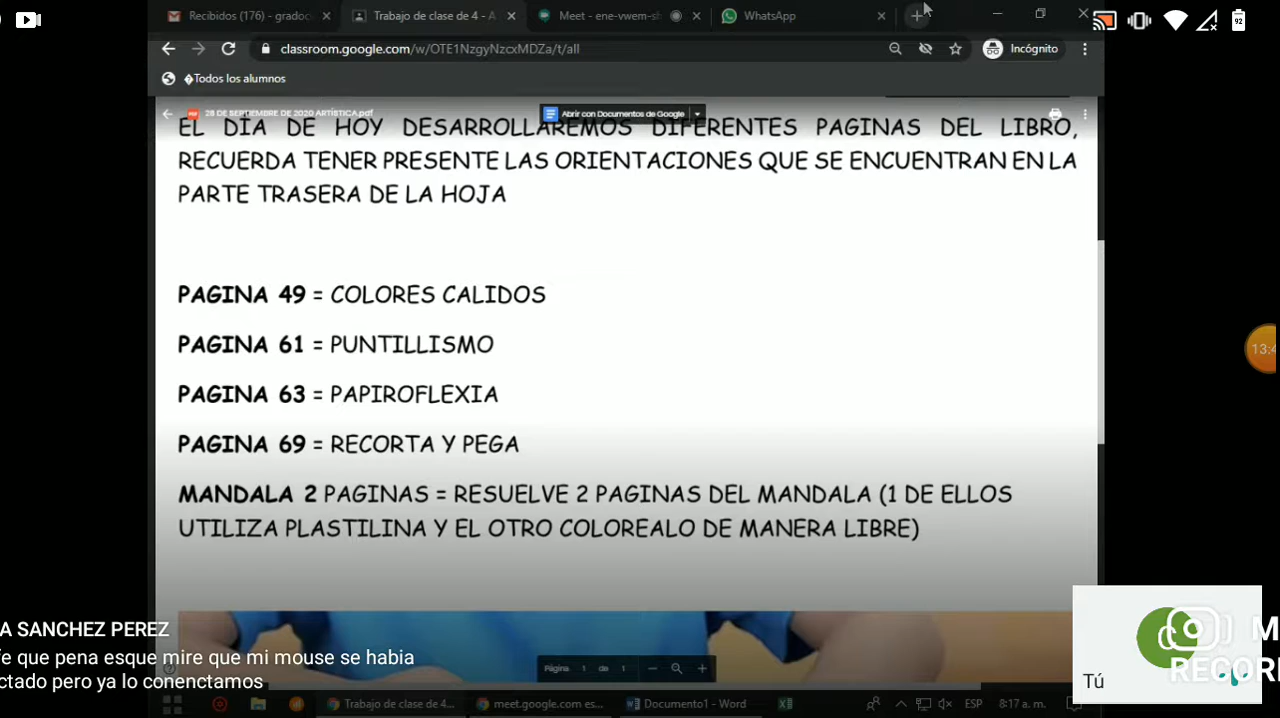 Recibidos (176) - gradoc
Trabajo de clase de 4 - A
Meet - ene-vwem-sh
WhatsApp
92
classroom.google.com/w/OTE1NzgyNzcxMDZa/t/all
Incógnito
Todos los alumnos
28 DE SEPTIEMBRE DE 2020 ARTÍSTICA.pdf
Abrir con Documentos de Google
EL DÍA DE HOY DESARROLLAREMOS DIFERENTES PAGINAS DEL LIBRO,
RECUERDA TENER PRESENTE LAS ORIENTACIONES QUE SE ENCUENTRAN EN LA
PARTE TRASERA DE LA HOJA
PAGINA 49 = COLORES CALIDOS
PAGINA 61 = PUNTILLISMO
13:4
PAGINA 63 = PAPIROFLEXIA
PAGINA 69 = RECORTA Y PEGA
MANDALA 2 PAGINAS = RESUELVE 2 PAGINAS DEL MANDALA (1 DE ELLOS
UTILIZA PLASTILINA Y EL OTRO COLOREALO DE MANERA LIBRE)
A SANCHEZ PEREZ
que pena esque mire que mi mouse se habia
ctado pero ya lo conenctamos
Página 1 de 1
Tú
M
RECOR
Trabajo de clase de 4...
meet.google.com es...
Documento1 - Word
ESP
8:17 a. m.